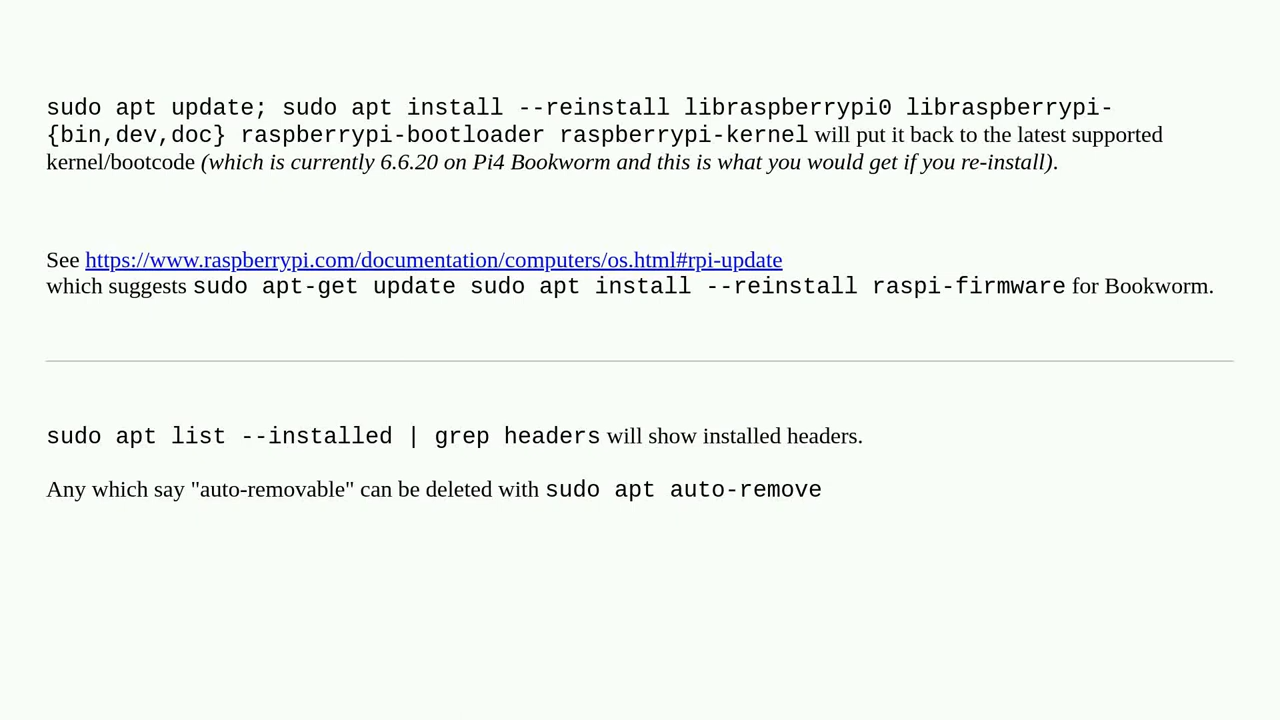 sudo apt update; sudo apt install --reinstall libraspberrypi0 libraspberrypi-
{bin,dev,doc} raspberrypi-bootloader raspberrypi-kernel will put it back to the latest supported
kernel/bootcode (which is currently 6.6.20 on Pi4 Bookworm and this is what you would get if you re-install).
See https://www.raspberrypi.com/documentation/computers/os.html#rpi-update
which suggests sudo apt-get update sudo apt install --reinstall raspi-firmware for Bookworm.
sudo apt list --installed | grep headers will show installed headers.
Any which say "auto-removable" can be deleted with sudo apt auto-remove